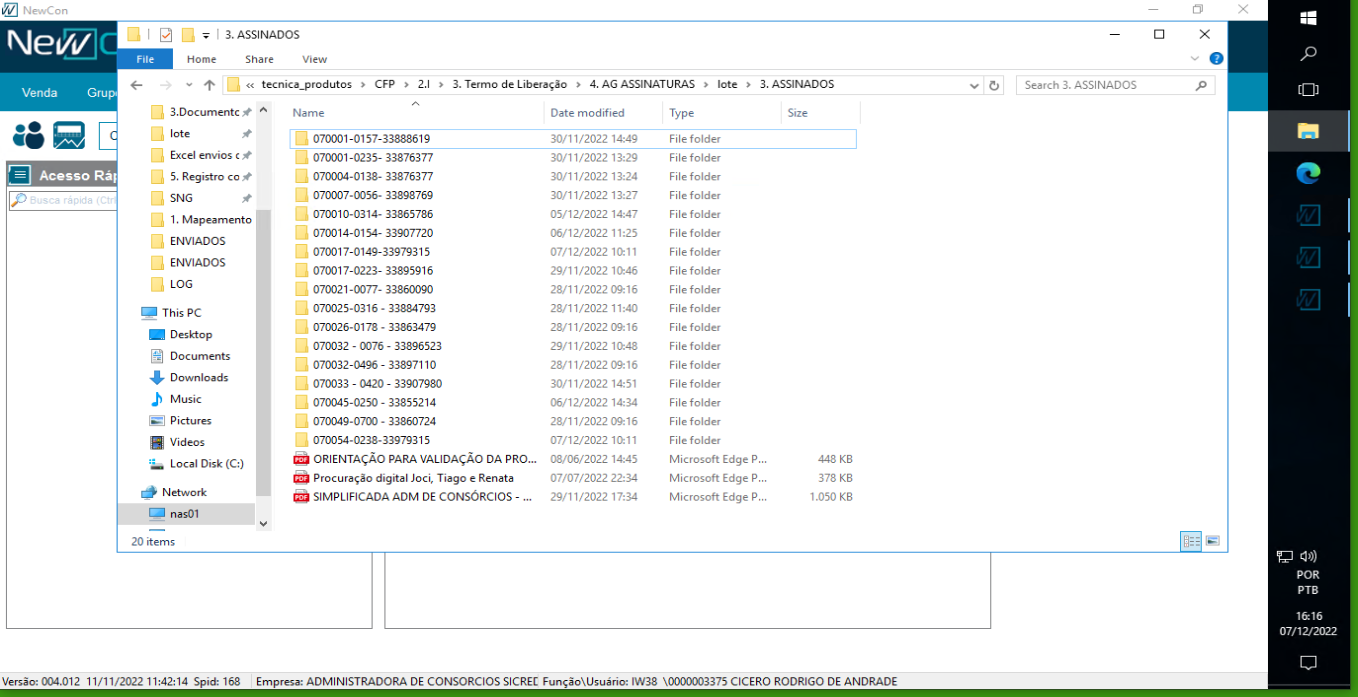 NewCon
NewC
Venda Grup
Acesso Ráp
Busca rápida (Ctr
3. ASSINADOS
File Home Share View
« tecnica_produtos > CFP > 2.I > 3. Termo de Liberação > 4. AG ASSINATURAS > lote > 3. ASSINADOS
Search 3. ASSINADOS
3.Documentc
lote
Excel envios c
5. Registro co
SNG
1. Mapeamento
ENVIADOS
ENVIADOS
LOG
This PC
Desktop
Documents
Downloads
Music
Pictures
Videos
Local Disk (C:)
Network
nas01
Name Date modified Type Size
070001-0157-33888619 30/11/2022 14:49 File folder
070001-0235- 33876377 30/11/2022 13:29 File folder
070004-0138- 33876377 30/11/2022 13:24 File folder
070007-0056- 33898769 30/11/2022 13:27 File folder
070010-0314- 33865786 05/12/2022 14:47 File folder
070014-0154- 33907720 06/12/2022 11:25 File folder
070017-0149-33979315 07/12/2022 10:11 File folder
070017-0223- 33895916 29/11/2022 10:46 File folder
070021-0077- 33860090 28/11/2022 09:16 File folder
070025-0316 - 33884793 28/11/2022 11:40 File folder
070026-0178 - 33863479 28/11/2022 09:16 File folder
070032 - 0076 - 33896523 29/11/2022 10:48 File folder
070032-0496 - 33897110 28/11/2022 09:16 File folder
070033 - 0420 - 33907980 30/11/2022 14:51 File folder
070045-0250 - 33855214 06/12/2022 14:34 File folder
070049-0700 - 33860724 28/11/2022 09:16 File folder
070054-0238-33979315 07/12/2022 10:11 File folder
ORIENTAÇÃO PARA VALIDAÇÃO DA PRO... 08/06/2022 14:45 Microsoft Edge P... 448 KB
Procuração digital Joci, Tiago e Renata 07/07/2022 22:34 Microsoft Edge P... 378 KB
SIMPLIFICADA ADM DE CONSÓRCIOS - ... 29/11/2022 17:34 Microsoft Edge P... 1.050 KB
20 items
POR
PTB
16:16
07/12/2022
Versão: 004.012 11/11/2022 11:42:14 Spid: 168 Empresa: ADMINISTRADORA DE CONSORCIOS SICREE Função\Usuário: IW38 \0000003375 CICERO RODRIGO DE ANDRADE